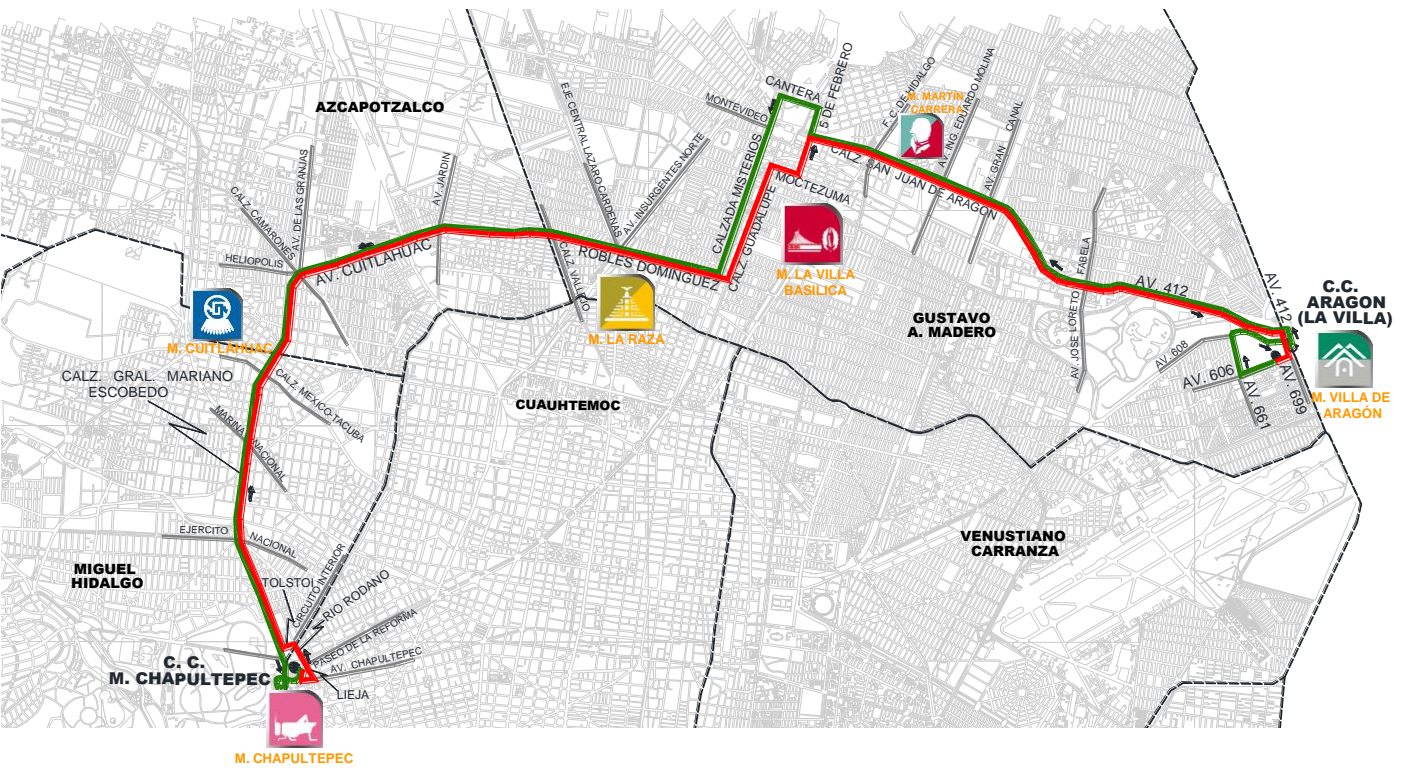 AZCAPOTZALCO
CANTERA
5 DE FEBRERO
MONTEVIDEO
EJE CENTRAL LAZARO CARDENAS
AV. INSURGENTES NORTE
F. C. DE HIDALGO
AV. ING. EDUARDO MOLINA
M. MARTÍN
CARRERA
AV. GRAN CANAL
CALZ. SAN JUAN DE ARAGON
CALZADA MISTERIOS
MOCTEZUMA
CALZ. GUADALUPE
AV. JARDIN
AV. DE LAS GRANJAS
CALZ. CAMARONES
HELIOPOLIS
AV. CUITLAHUAC
CALZ. VALLEJO
ROBLES DOMINGUEZ
M. LA VILLA
BASILICA
M. CUITLAHUAC
M. LA RAZA
GUSTAVO
A. MADERO
AV. JOSE LORETO FABELA
AV. 412
AV. 412
C.C.
ARAGON
(LA VILLA)
AV. 608
AV. 606
AV. 661
AV. 699
M. VILLA DE
ARAGÓN
CALZ. GRAL. MARIANO
ESCOBEDO
CALZ. MEXICO-TACUBA
MARINA NACIONAL
CUAUHTEMOC
EJERCITO NACIONAL
VENUSTIANO
CARRANZA
MIGUEL
HIDALGO
TOLSTOI
CIRCUITO INTERIOR
RIO RODANO
PASEO DE LA REFORMA
AV. CHAPULTEPEC
C. C.
M. CHAPULTEPEC
LIEJA
M. CHAPULTEPEC